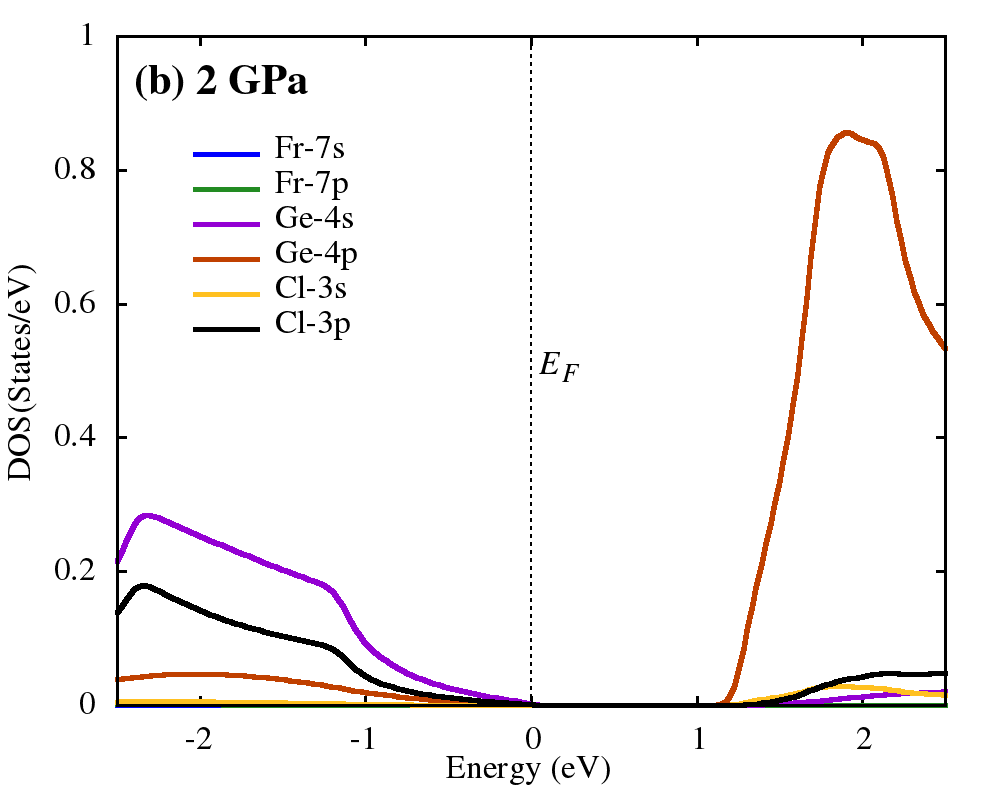 (b) 2 GPa
1
0.8
0.6
0.4
0.2
0
DOS(States/eV)
Fr-7s
Fr-7p
Ge-4s
Ge-4p
Cl-3s
Cl-3p
E_F
-2
-1
0
1
2
Energy (eV)